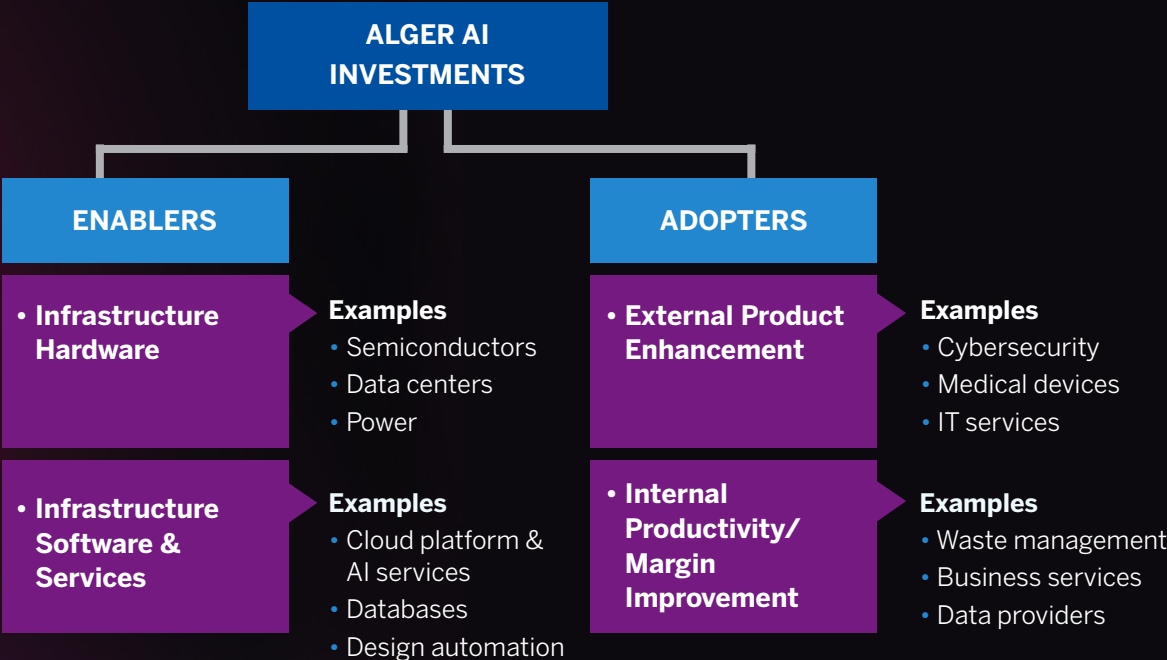 ALGER AI
INVESTMENTS
ENABLERS
• Infrastructure
Hardware
Examples
• Semiconductors
• Data centers
• Power
• Infrastructure
Software &
Services
Examples
• Cloud platform &
AI services
• Databases
• Design automation
ADOPTERS
• External Product
Enhancement
Examples
• Cybersecurity
• Medical devices
• IT services
• Internal
Productivity/
Margin
Improvement
Examples
• Waste management
• Business services
• Data providers